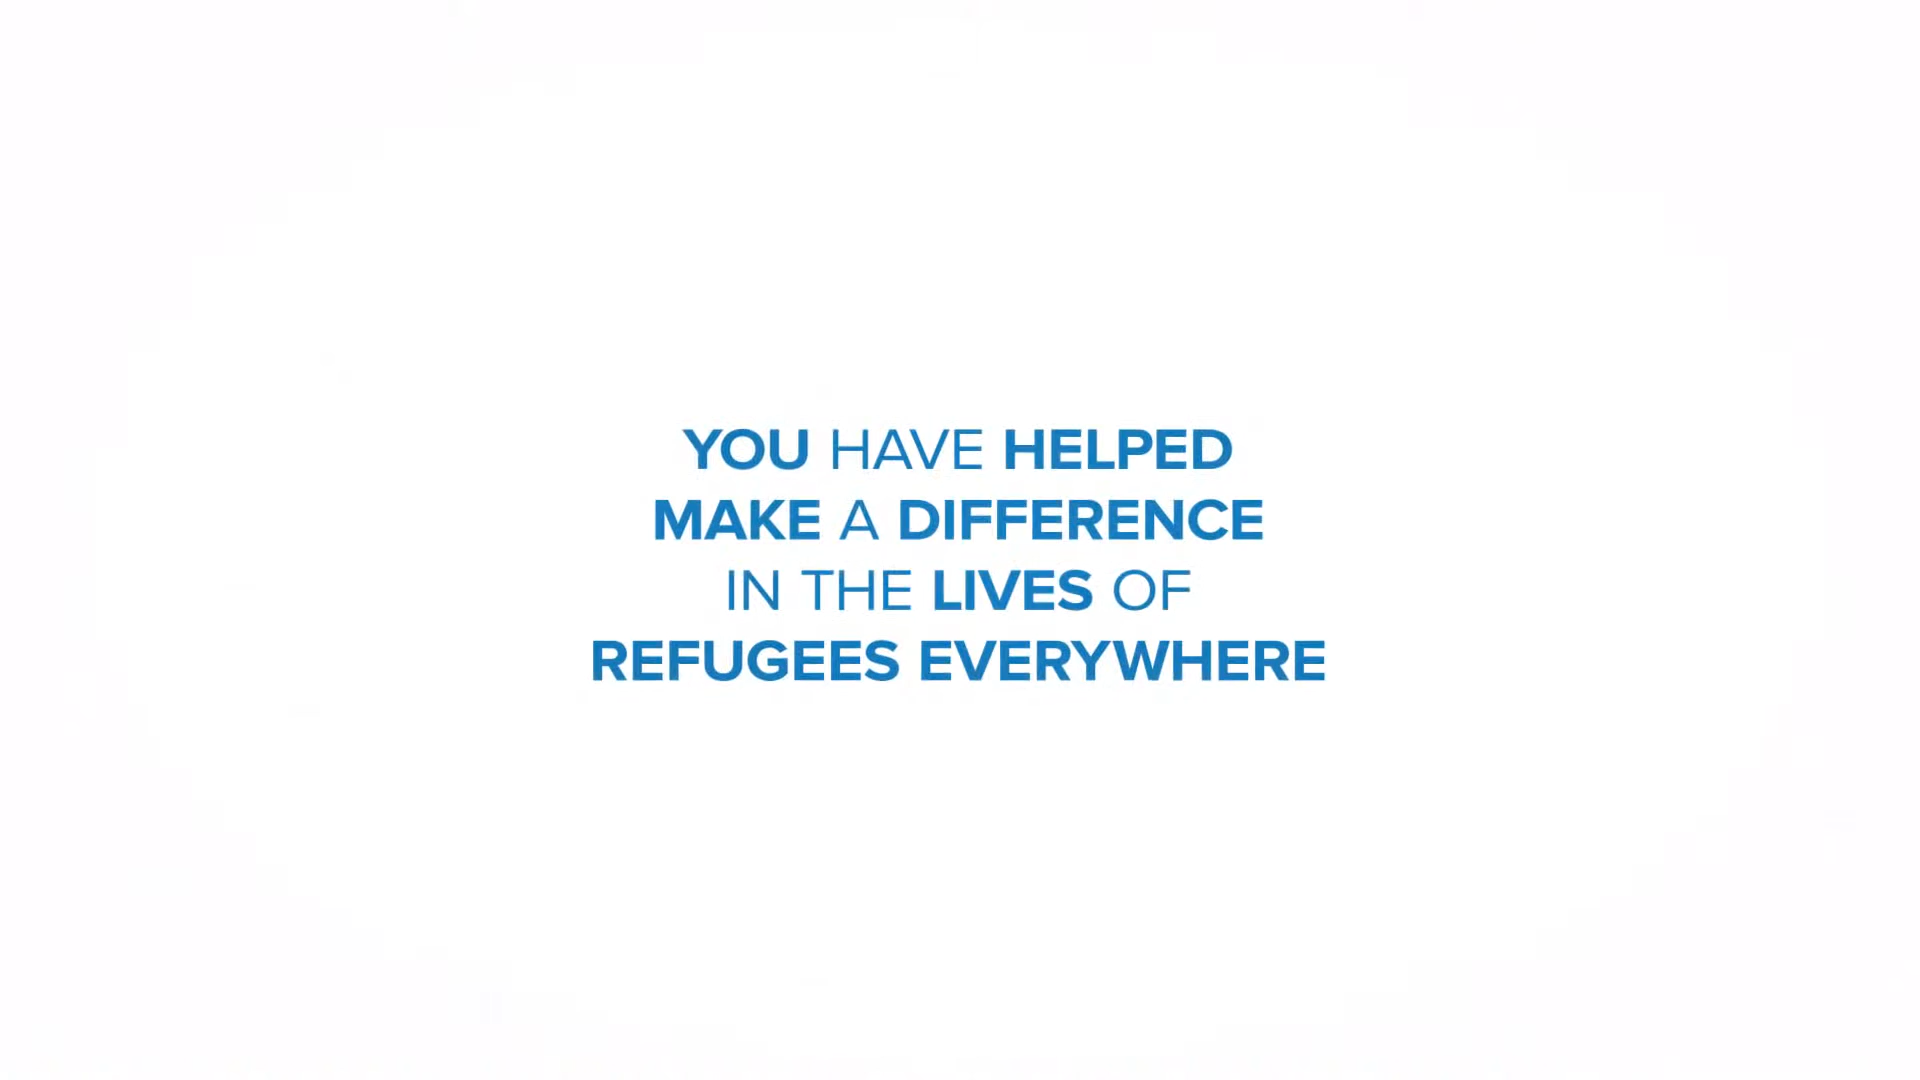 YOU HAVE HELPED
MAKE A DIFFERENCE
IN THE LIVES OF
REFUGEES EVERYWHERE